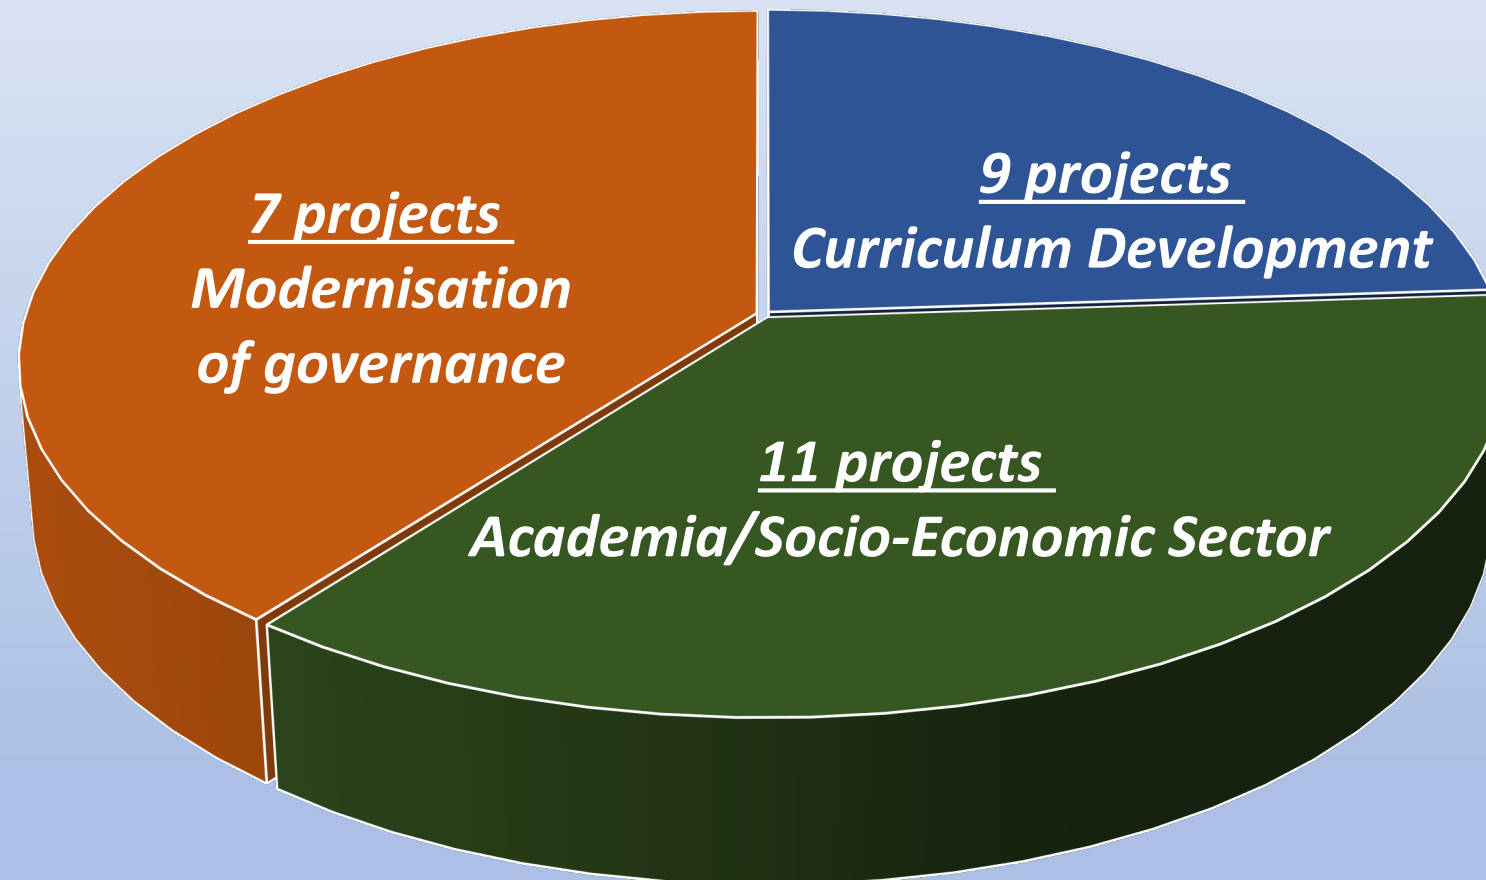 7 projects
Modernisation
of governance
9 projects
Curriculum Development
11 projects
Academia/Socio-Economic Sector